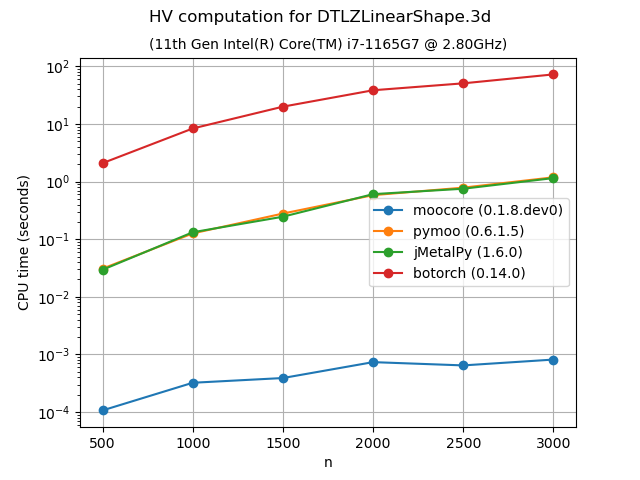 HV computation for DTLZLinearShape.3d
(11th Gen Intel(R) Core(TM) i7-1165G7 @ 2.80GHz)
CPU time (seconds)
10²
10¹
10⁰
10⁻¹
10⁻²
10⁻³
10⁻⁴
moocore (0.1.8.dev0)
pymoo (0.6.1.5)
jMetalPy (1.6.0)
botorch (0.14.0)
500 1000 1500 2000 2500 3000
n